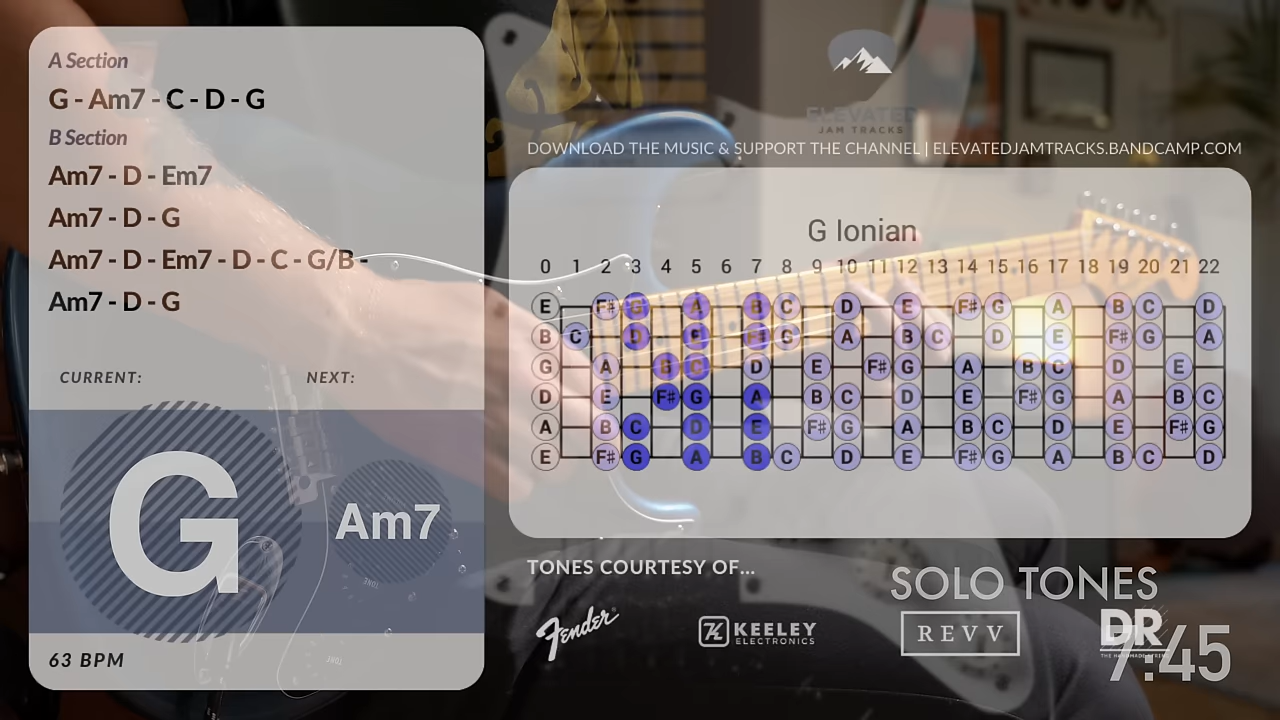 A Section
G - Am7 - C - D - G
B Section
Am7 - D - Em7
Am7 - D - G
Am7 - D - Em7 - D - C - G/B -
Am7 - D - G
CURRENT:
NEXT:
G
Am7
63 BPM
ELEVATED
JAM TRACKS
DOWNLOAD THE MUSIC & SUPPORT THE CHANNEL | ELEVATEDJAMTRACKS.BANDCAMP.COM
G Ionian
0 1 2 3 4 5 6 7 8 9 10 11 12 13 14 15 16 17 18 19 20 21 22
E F# G A B C D E F# G A B C D
B C D E F# G A B C D E F# G A
G A B C D E F# G A B C D E
D E F# G A B C D E F# G A B C
A B C D E F# G A B C D E F# G
E F# G A B C D E F# G A B C D
TONES COURTESY OF...
SOLO TONES
Fender
KEELEY
ELECTRONICS
REVV
DR
7:45
TONE
TONE